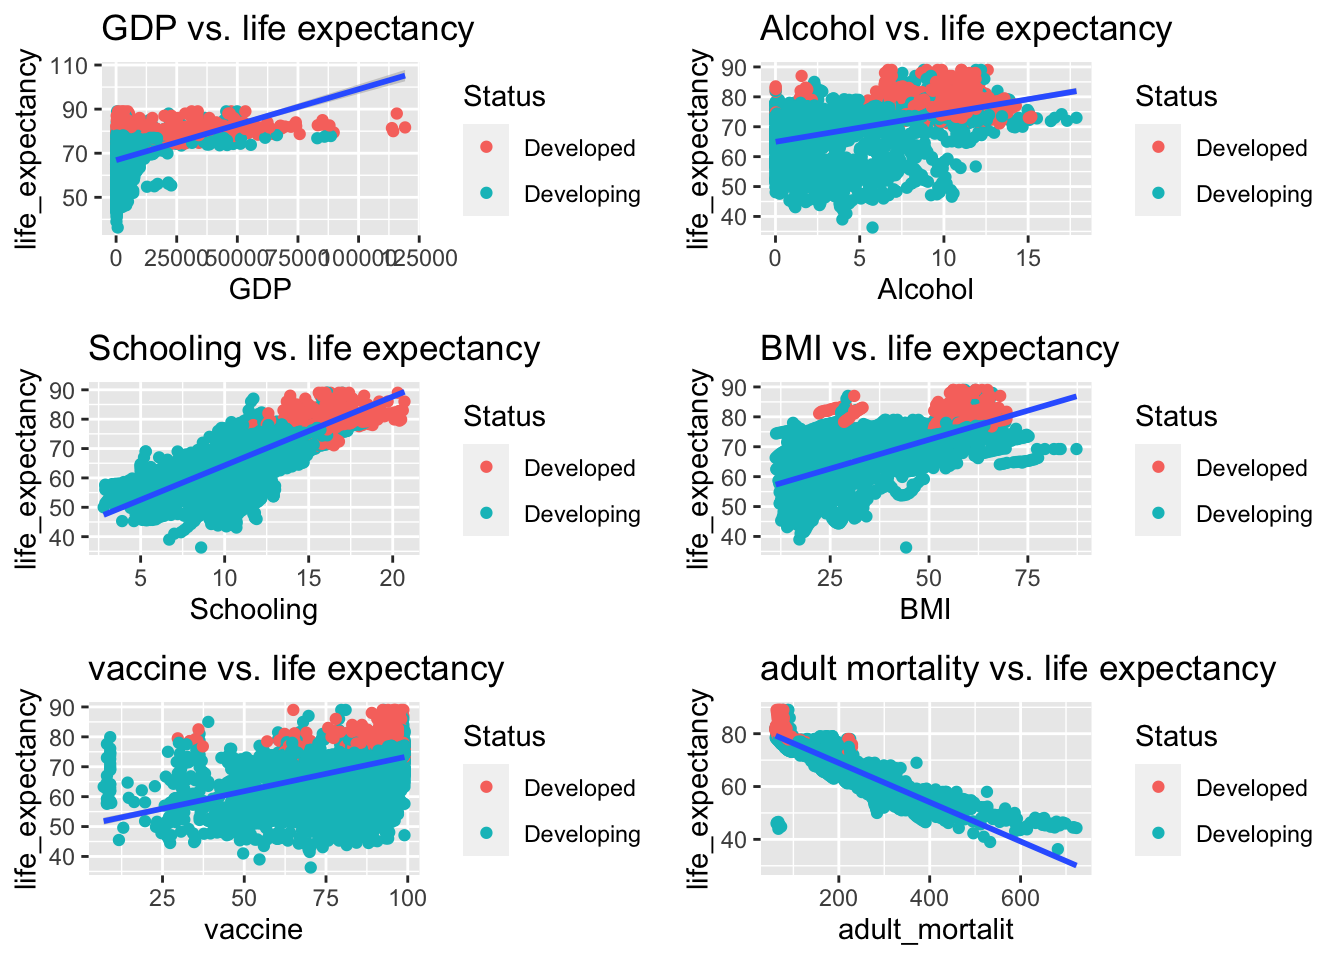 GDP vs. life expectancy
life_expectancy
110
90
70
50
0 25000 50000 75000 100000 125000
GDP
Status
Developed
Developing
Alcohol vs. life expectancy
life_expectancy
90
80
70
60
50
40
0 5 10 15
Alcohol
Status
Developed
Developing
Schooling vs. life expectancy
life_expectancy
90
80
70
60
50
40
5 10 15 20
Schooling
Status
Developed
Developing
BMI vs. life expectancy
life_expectancy
90
80
70
60
50
40
25 50 75
BMI
Status
Developed
Developing
vaccine vs. life expectancy
life_expectancy
90
80
70
60
50
40
25 50 75 100
vaccine
Status
Developed
Developing
adult mortality vs. life expectancy
life_expectancy
80
60
40
200 400 600
adult_mortalit
Status
Developed
Developing